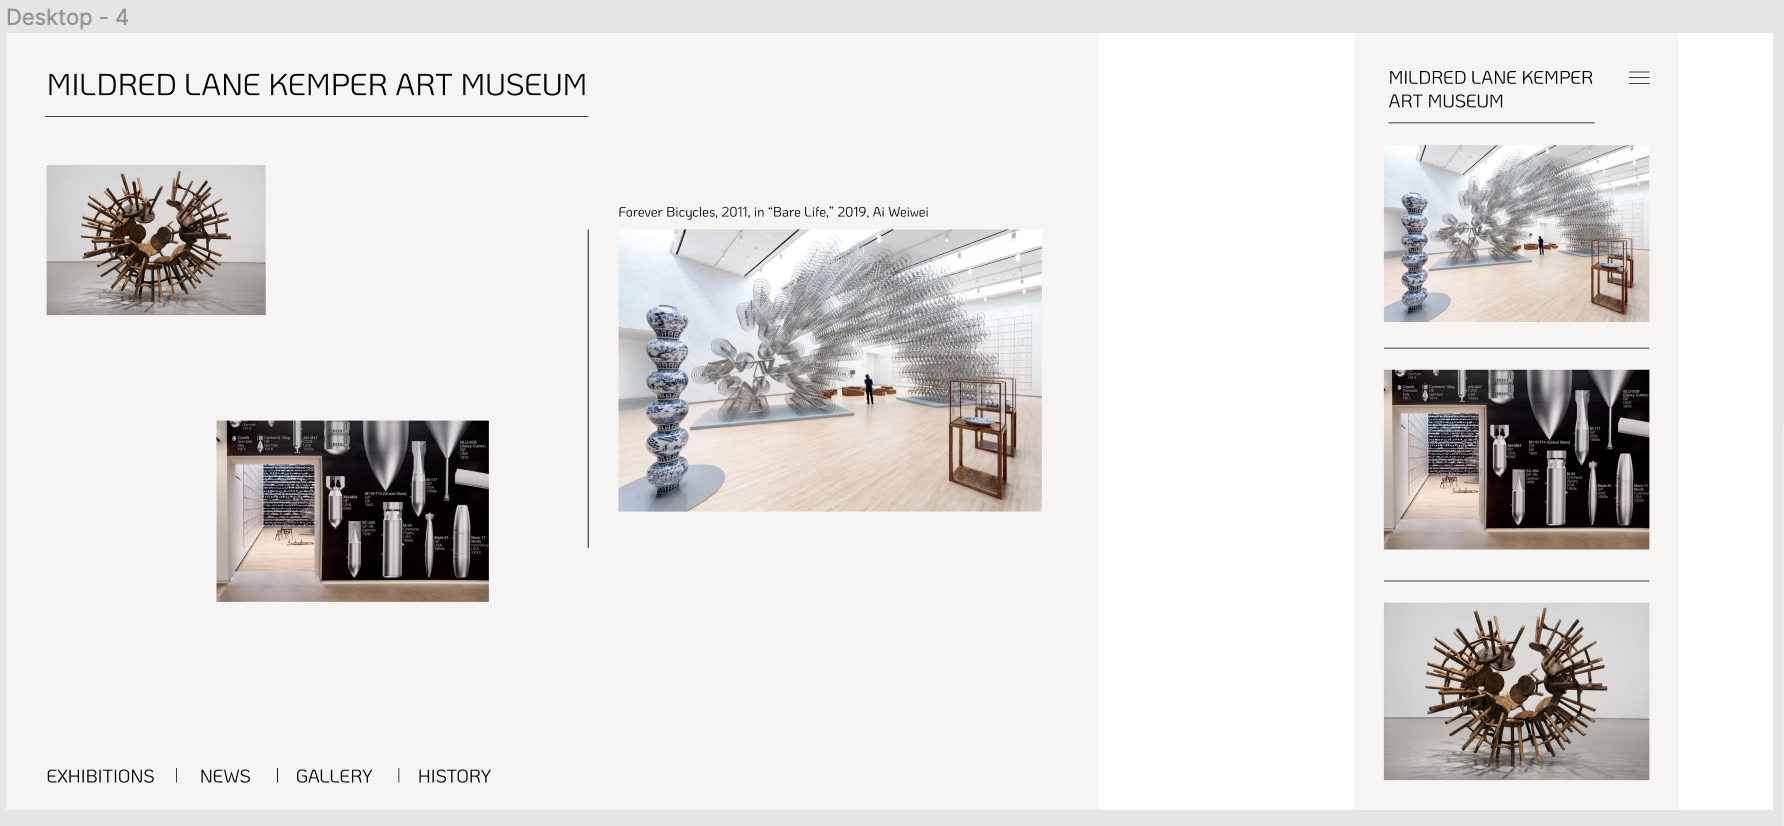 Desktop - 4
MILDRED LANE KEMPER ART MUSEUM
Forever Bicycles, 2011, in “Bare Life,” 2019, Ai Weiwei
EXHIBITIONS | NEWS | GALLERY | HISTORY
MILDRED LANE KEMPER
ART MUSEUM